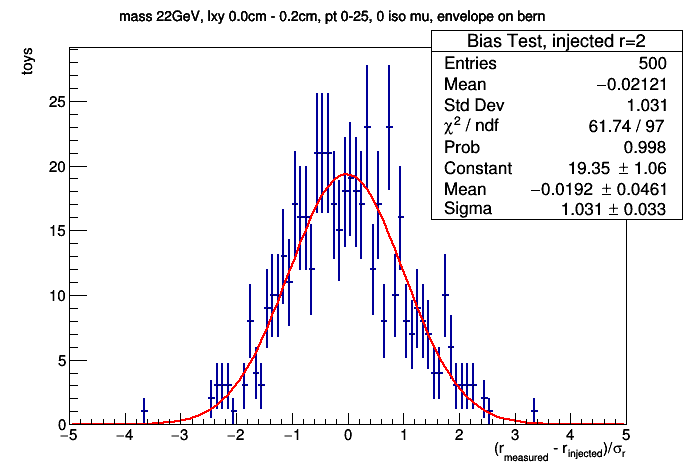 mass 22GeV, lxy 0.0cm - 0.2cm, pt 0-25, 0 iso mu, envelope on bern
Bias Test, injected r=2
Entries 500
Mean −0.02121
Std Dev 1.031
χ² / ndf 61.74 / 97
Prob 0.998
Constant 19.35 ± 1.06
Mean −0.0192 ± 0.0461
Sigma 1.031 ± 0.033
toys
25
20
15
10
5
0
−5 −4 −3 −2 −1 0 1 2 3 4 5
(r_measured - r_injected)/σ_r